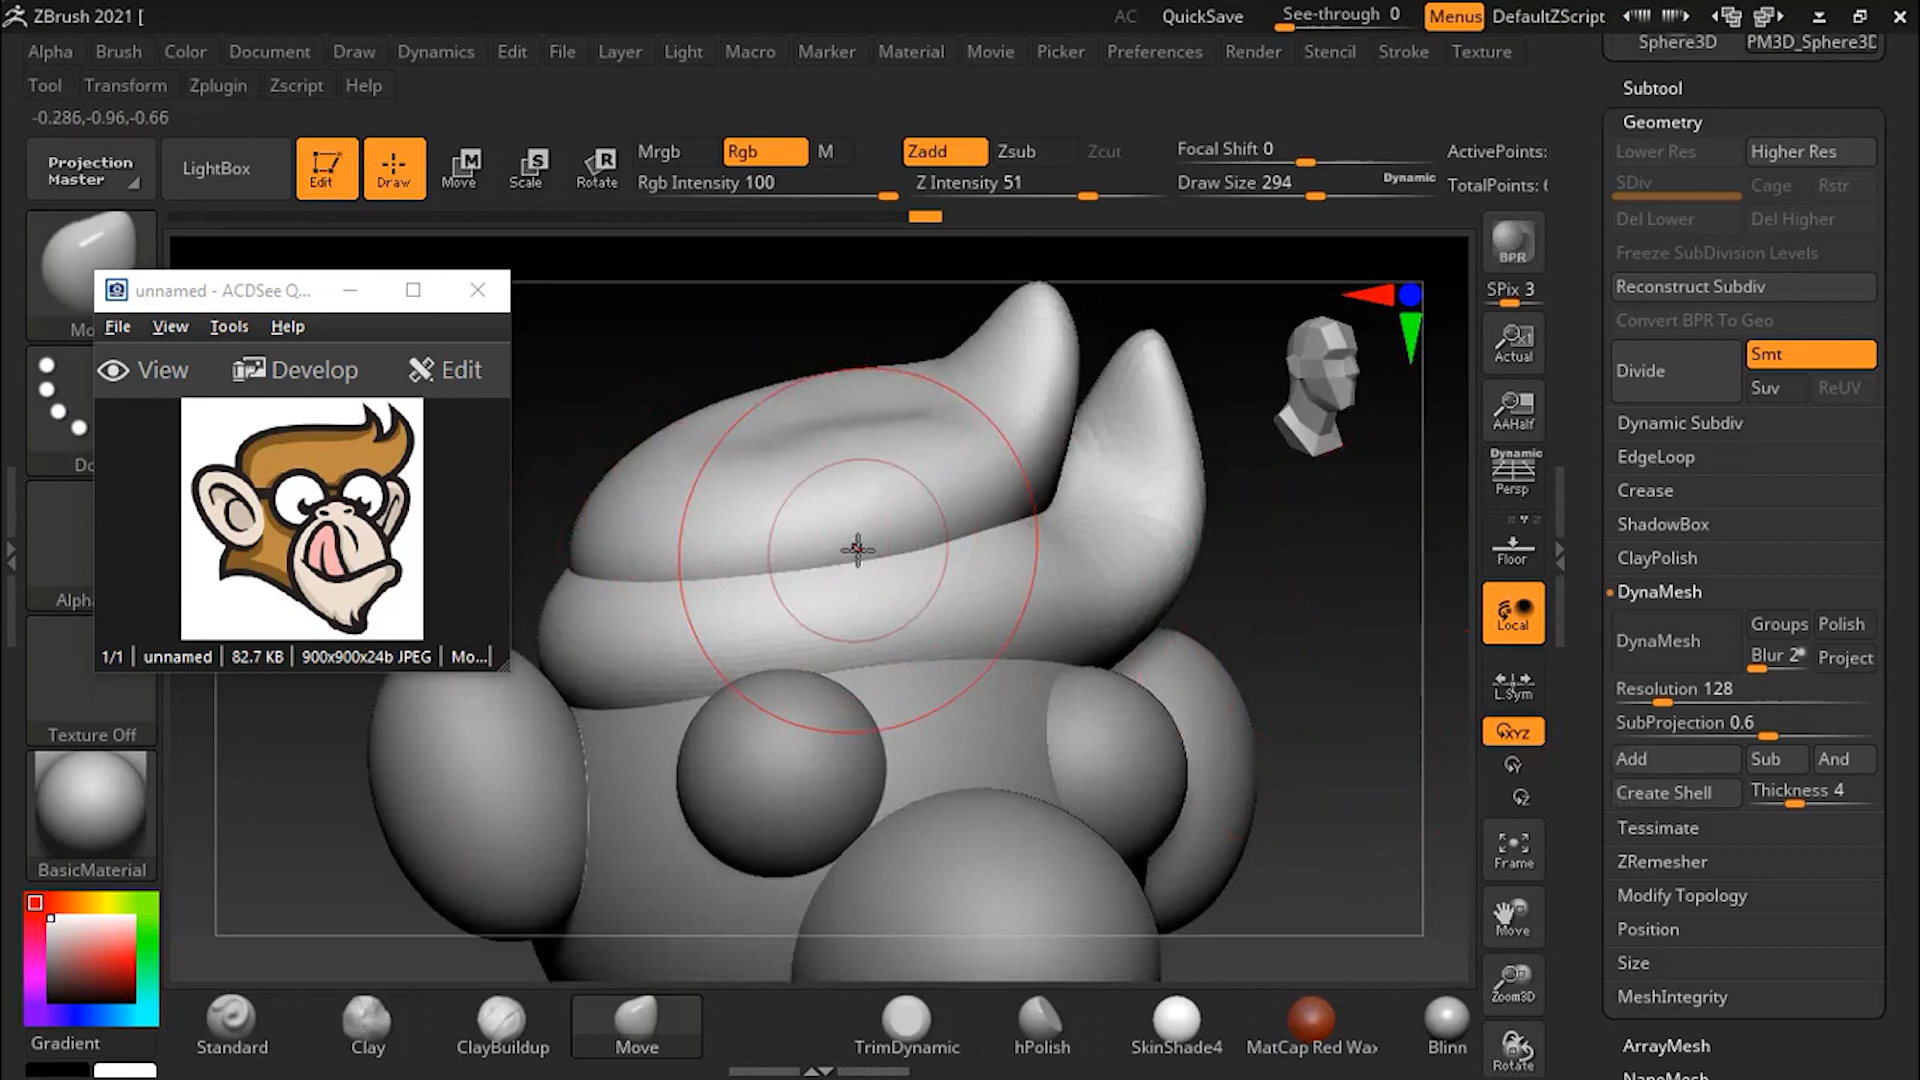 ZBrush 2021 [
AC QuickSave See-through 0 Menus DefaultZScript
Alpha Brush Color Document Draw Dynamics Edit File Layer Light Macro Marker Material Movie Picker Preferences Render Stencil Stroke Texture
Tool Transform Zplugin Zscript Help
-0.286,-0.96,-0.66
Projection Master
LightBox
Edit
Draw
Move
Scale
Rotate
Mrgb Rgb M
Rgb Intensity 100
Zadd Zsub Zcut
Z Intensity 51
Focal Shift 0
Draw Size 294 Dynamic
ActivePoints:
TotalPoints:
Mo
Do
Alph
Texture Off
BasicMaterial
Gradient
unnamed - ACDSee Q...
File View Tools Help
View Develop Edit
1/1 unnamed 82.7 KB 900x900x24b JPEG Mo...
Standard Clay ClayBuildup Move TrimDynamic hPolish SkinShade4 MatCap Red Wax Blinn
BPR
SPix 3
Actual
AAHalf
Dynamic
Persp
Floor
Local
L.Sym
XYZ
Frame
Move
Zoom3D
Rotate
Sphere3D PM3D_Sphere3D
Subtool
Geometry
Lower Res Higher Res
SDiv Cage Rstr
Del Lower Del Higher
Freeze SubDivision Levels
Reconstruct Subdiv
Convert BPR To Geo
Divide Smt
Suv ReUV
Dynamic Subdiv
EdgeLoop
Crease
ShadowBox
ClayPolish
DynaMesh
DynaMesh Groups Polish
Blur 2 Project
Resolution 128
SubProjection 0.6
Add Sub And
Create Shell Thickness 4
Tessimate
ZRemesher
Modify Topology
Position
Size
MeshIntegrity
ArrayMesh
NanoMesh